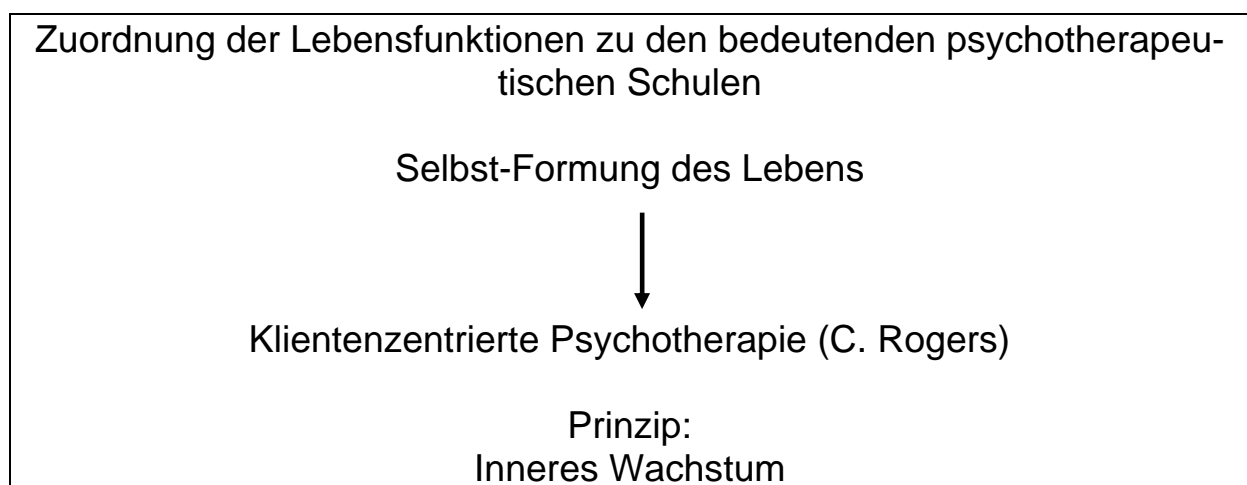 Zuordnung der Lebensfunktionen zu den bedeutenden psychotherapeu-
tischen Schulen
Selbst-Formung des Lebens
Klientenzentrierte Psychotherapie (C. Rogers)
Prinzip:
Inneres Wachstum